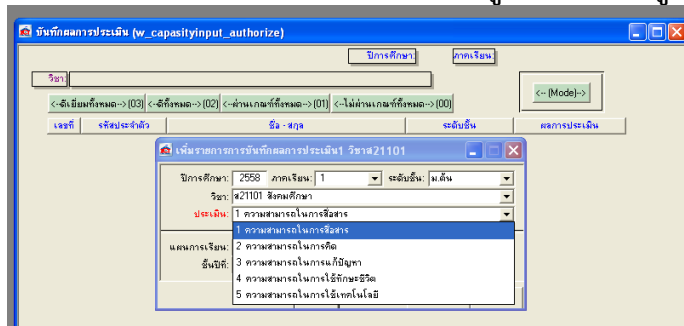 บันทึกผลการประเมิน (w_capasityinput_authorize)
ปีการศึกษา: ภาคเรียน:
วิชา:
<--ดีเยี่ยมทั้งหมด-->(03) <-ดีทั้งหมด-->(02) <--ผ่านเกณฑ์ทั้งหมด-->(01) <--ไม่ผ่านเกณฑ์ทั้งหมด-->(00) <-- (Mode)-->
เลขที่ รหัสประจำตัว ชื่อ - สกุล ระดับชั้น ผลการประเมิน
เพิ่มรายการการบันทึกผลการประเมิน1 วิชาส21101
ปีการศึกษา: 2558 ภาคเรียน: 1 ระดับชั้น: ม.ต้น
วิชา: ส21101 สังคมศึกษา
ประเมิน: 1 ความสามารถในการสื่อสาร
1 ความสามารถในการสื่อสาร
แผนการเรียน: 2 ความสามารถในการคิด
ชั้นปีที่: 3 ความสามารถในการแก้ปัญหา
4 ความสามารถในการใช้ทักษะชีวิต
5 ความสามารถในการใช้เทคโนโลยี